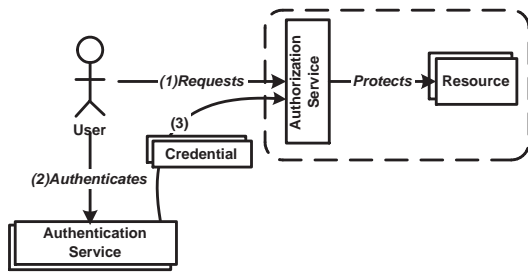 (1)Requests
Authorization
Service
Protects
Resource
User
(3)
Credential
(2)Authenticates
Authentication
Service